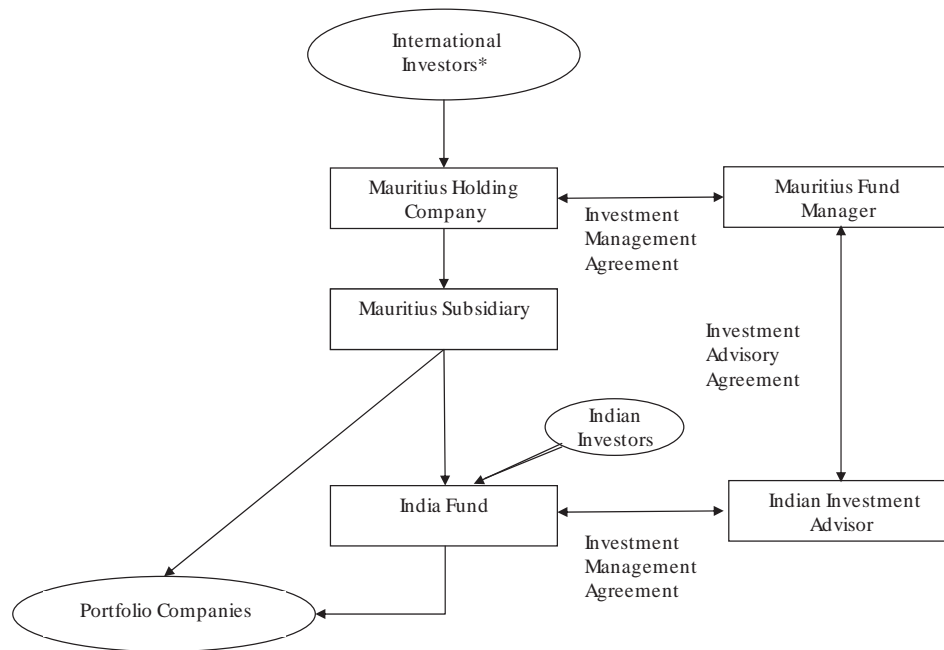 International
Investors*
Mauritius Holding
Company
Mauritius Fund
Manager
Investment
Management
Agreement
Mauritius Subsidiary
Investment
Advisory
Agreement
Indian
Investors
India Fund
Indian Investment
Advisor
Investment
Management
Agreement
Portfolio Companies